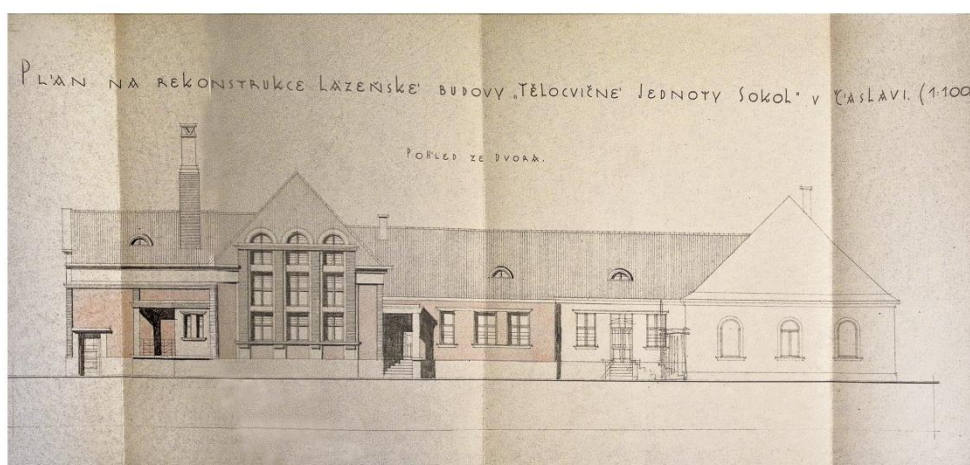 PLÁN NA REKONSTRUKCE LÁZEŇSKÉ BUDOVY „TĚLOCVIČNÉ JEDNOTY SOKOL" V ČÁSLAVI. (1:100
POHLED ZE DVORA.